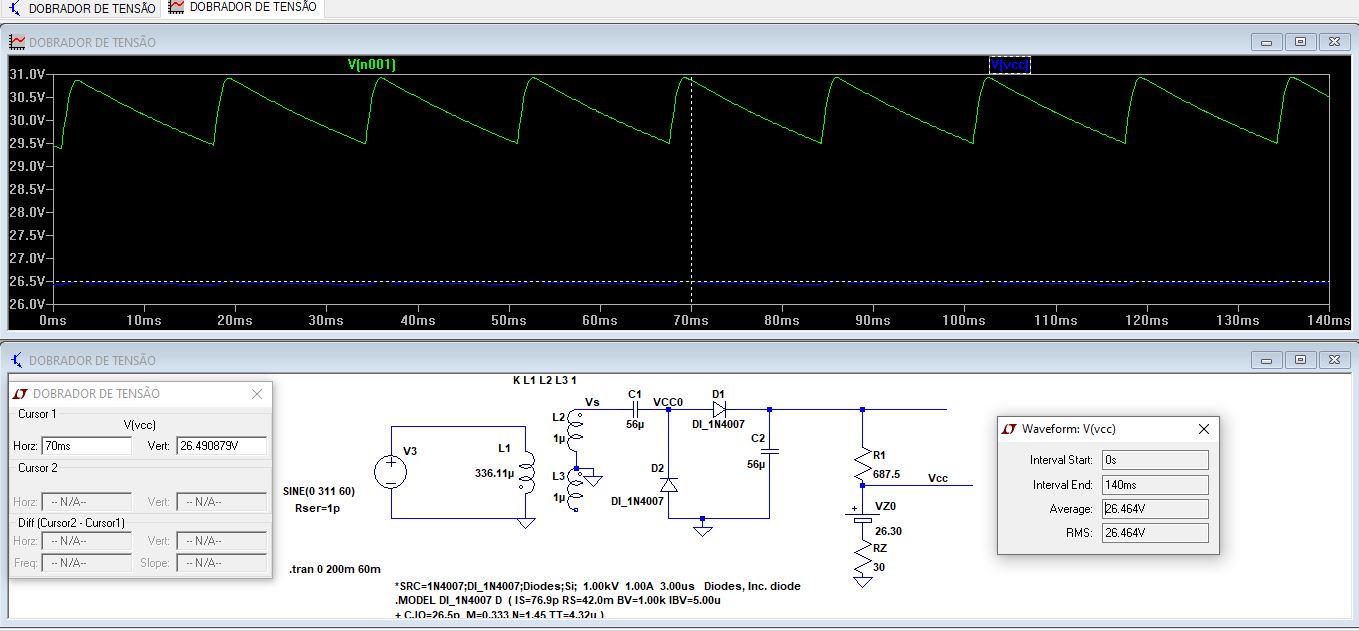 DOBRADOR DE TENSÃO DOBRADOR DE TENSÃO
DOBRADOR DE TENSÃO
V(n001) V(vcc)
31.0V
30.5V
30.0V
29.5V
29.0V
28.5V
28.0V
27.5V
27.0V
26.5V
26.0V
0ms 10ms 20ms 30ms 40ms 50ms 60ms 70ms 80ms 90ms 100ms 110ms 120ms 130ms 140ms
DOBRADOR DE TENSÃO
DOBRADOR DE TENSÃO
Cursor 1
V(vcc)
Horz: 70ms Vert: 26.490879V
Cursor 2
Horz: -- N/A-- Vert: -- N/A--
Diff (Cursor2 - Cursor1)
Horz: -- N/A-- Vert: -- N/A--
Freq: -- N/A-- Slope: -- N/A--
K L1 L2 L3 1
V3
SINE(0 311 60)
Rser=1p
L1
336.11µ
L2
1µ
L3
1µ
Vs
C1
56µ
VCC0
D1
DI_1N4007
D2
DI_1N4007
C2
56µ
R1
687.5
Vcc
VZ0
26.30
RZ
30
.tran 0 200m 60m
*SRC=1N4007;DI_1N4007;Diodes;Si; 1.00kV 1.00A 3.00us Diodes, Inc. diode
.MODEL DI_1N4007 D ( IS=76.9p RS=42.0m BV=1.00k IBV=5.00u
+ CJO=26.5p M=0.333 N=1.45 TT=4.32u )
Waveform: V(vcc)
Interval Start: 0s
Interval End: 140ms
Average: 26.464V
RMS: 26.464V